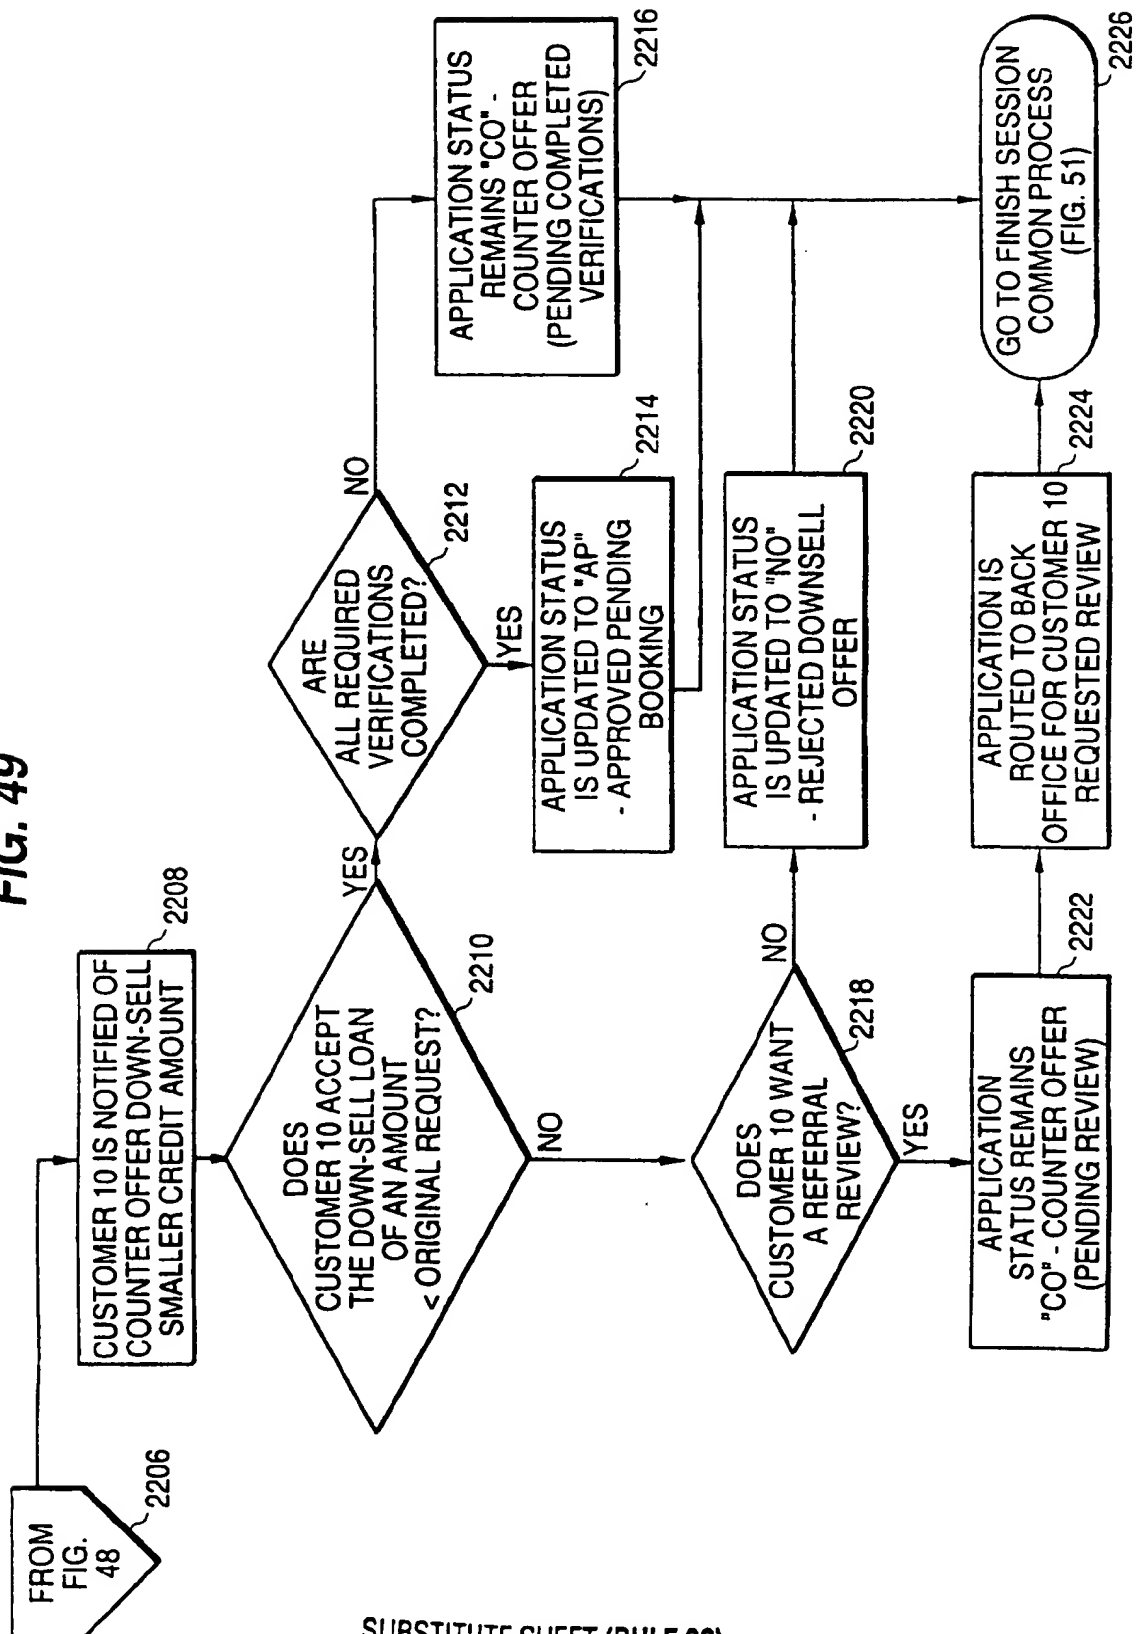 FIG. 49
FROM
FIG.
48
2206
CUSTOMER 10 IS NOTIFIED OF
COUNTER OFFER DOWN-SELL
SMALLER CREDIT AMOUNT
2208
DOES
CUSTOMER 10 ACCEPT
THE DOWN-SELL LOAN
OF AN AMOUNT
< ORIGINAL REQUEST?
2210
YES
NO
ARE
ALL REQUIRED
VERIFICATIONS
COMPLETED?
2212
NO
YES
APPLICATION STATUS
IS UPDATED TO "AP"
- APPROVED PENDING
BOOKING
2214
APPLICATION STATUS
REMAINS "CO" -
COUNTER OFFER
(PENDING COMPLETED
VERIFICATIONS)
2216
DOES
CUSTOMER 10 WANT
A REFERRAL
REVIEW?
2218
NO
YES
APPLICATION STATUS
IS UPDATED TO "NO"
- REJECTED DOWNSELL
OFFER
2220
APPLICATION
STATUS REMAINS
"CO" - COUNTER OFFER
(PENDING REVIEW)
2222
APPLICATION IS
ROUTED TO BACK
OFFICE FOR CUSTOMER 10
REQUESTED REVIEW
2224
GO TO FINISH SESSION
COMMON PROCESS
(FIG. 51)
2226
SUBSTITUTE SHEET (RULE